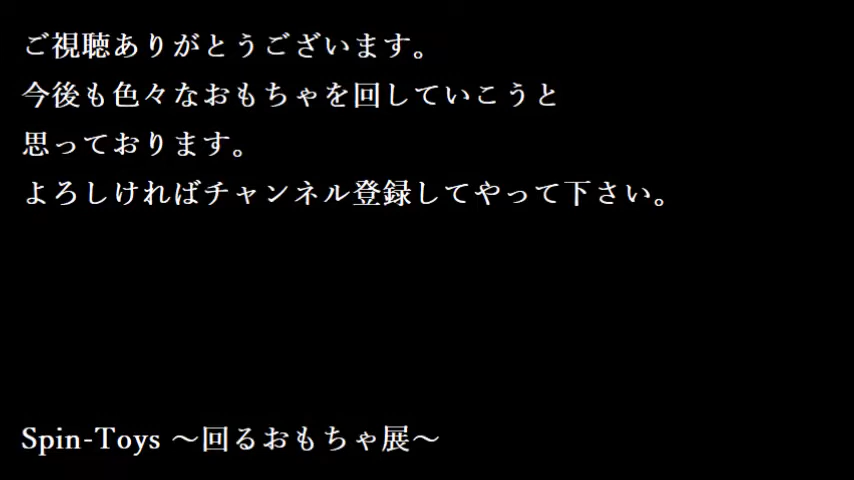 ご視聴ありがとうございます。
今後も色々なおもちゃを回していこうと
思っております。
よろしければチャンネル登録してやって下さい。
Spin-Toys ～回るおもちゃ展～